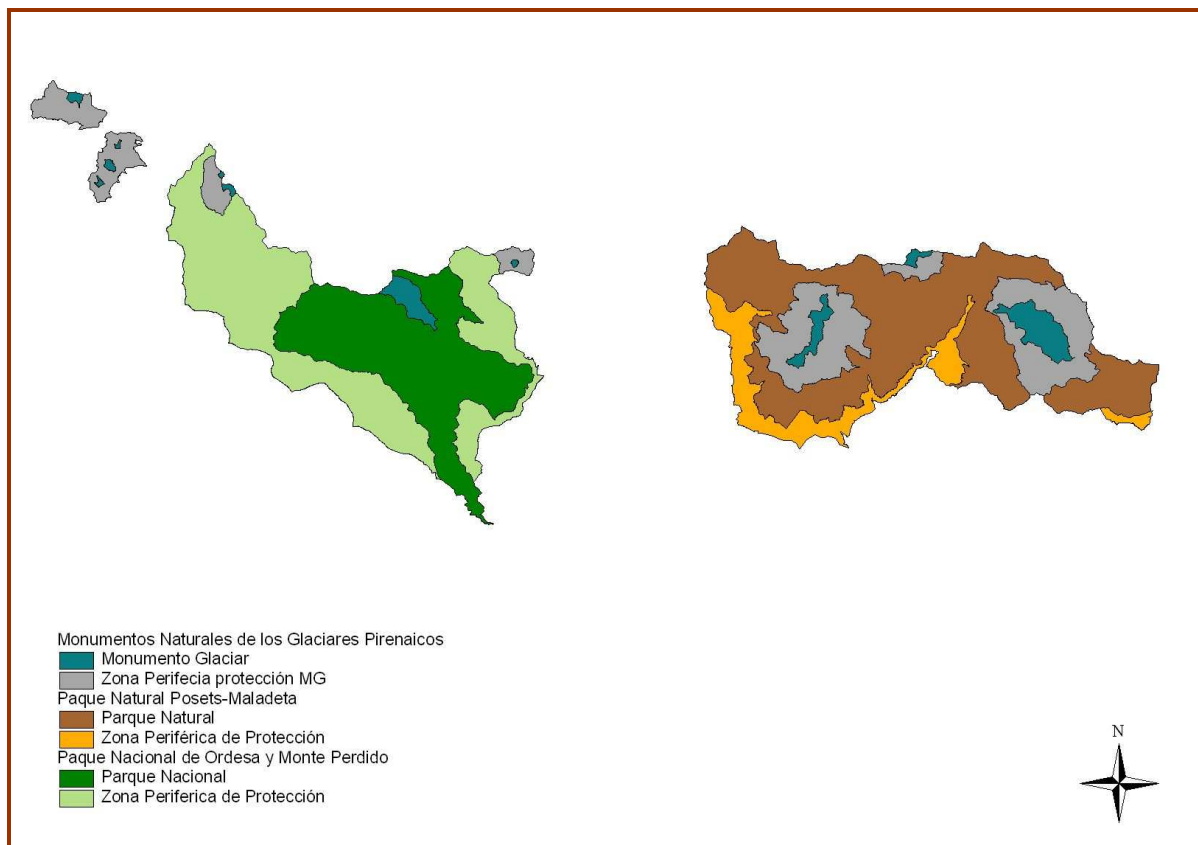 Monumentos Naturales de los Glaciares Pirenaicos
Monumento Glaciar
Zona Perifecia protección MG
Paque Natural Posets-Maladeta
Parque Natural
Zona Periférica de Protección
Paque Nacional de Ordesa y Monte Perdido
Parque Nacional
Zona Periferica de Protección
N